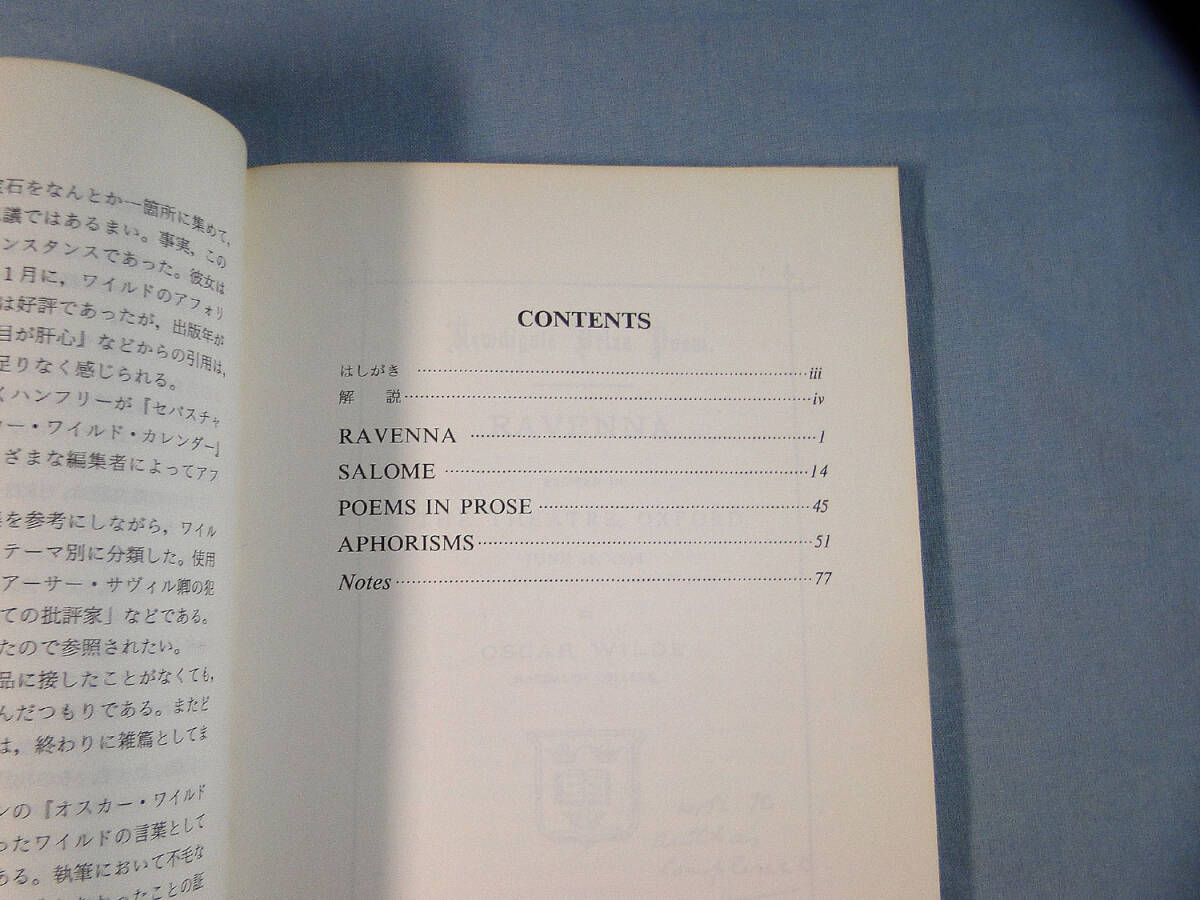 石をなんとか一箇所に集めて,
議ではあるまい。事実,この
ンスタンスであった。彼女は
1月に,ワイルドのアフォリ
は好評であったが,出版年が
目が肝心』などからの引用は,
足りなく感じられる。
ハンフリーが『セバスチャ
ー・ワイルド・カレンダー』
ざまな編集者によってアフ
を参考にしながら,ワイル
テーマ別に分類した。使用
アーサー・サヴィル卿の犯
ての批評家」などである。
たので参照されたい。
品に接したことがなくても,
んだつもりである。またど
は,終わりに雑篇としてま
ンの『オスカー・ワイルド
ったワイルドの言葉として
ある。執筆において不毛な
ったことの証
CONTENTS
はしがき ……… iii
解 説 ……… iv
RAVENNA ……… 1
SALOME ……… 14
POEMS IN PROSE ……… 45
APHORISMS ……… 51
Notes ……… 77
RAVENNA
OSCAR WILDE